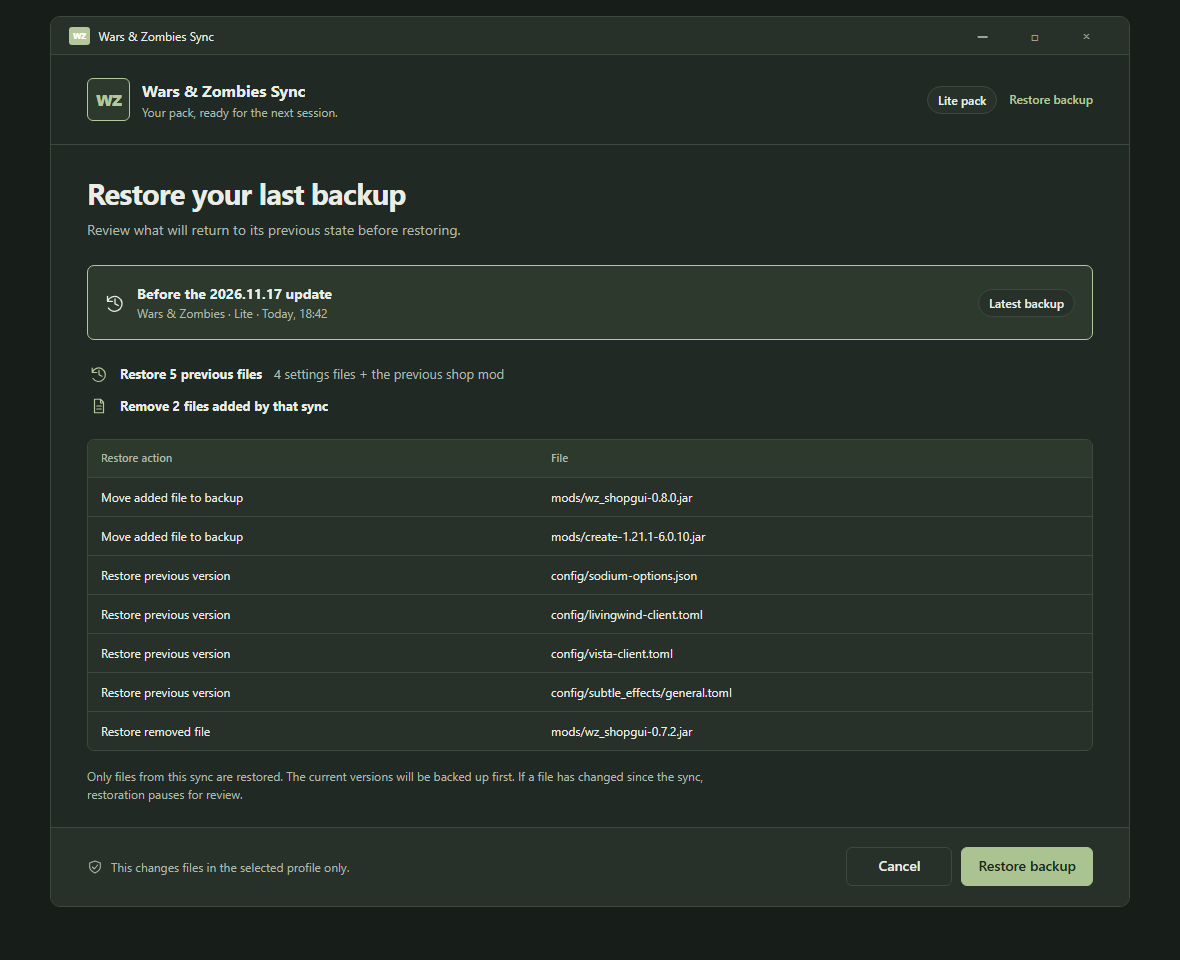 WZ Wars & Zombies Sync
WZ
Wars & Zombies Sync
Your pack, ready for the next session.
Lite pack
Restore backup
Restore your last backup
Review what will return to its previous state before restoring.
Before the 2026.11.17 update
Wars & Zombies · Lite · Today, 18:42
Latest backup
Restore 5 previous files 4 settings files + the previous shop mod
Remove 2 files added by that sync
Restore action File
Move added file to backup mods/wz_shopgui-0.8.0.jar
Move added file to backup mods/create-1.21.1-6.0.10.jar
Restore previous version config/sodium-options.json
Restore previous version config/livingwind-client.toml
Restore previous version config/vista-client.toml
Restore previous version config/subtle_effects/general.toml
Restore removed file mods/wz_shopgui-0.7.2.jar
Only files from this sync are restored. The current versions will be backed up first. If a file has changed since the sync,
restoration pauses for review.
This changes files in the selected profile only.
Cancel
Restore backup